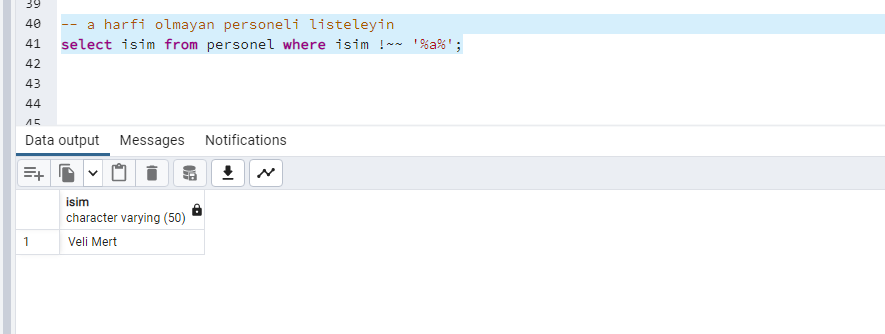 39
40 -- a harfi olmayan personeli listeleyin
41 select isim from personel where isim !~~ '%a%';
42
43
44
45
Data output Messages Notifications
isim
character varying (50)
1 Veli Mert